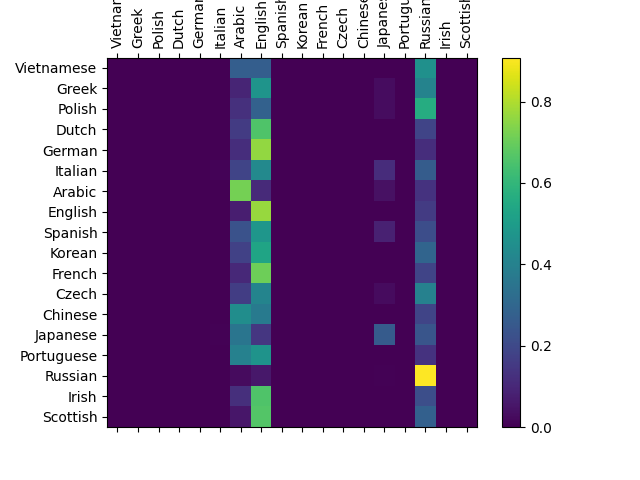 Vietnar Greek Polish Dutch German Italian Arabic English Spanish Korean French Czech Chinese Japanese Portugu Russian Irish Scottish
Vietnamese
Greek
Polish
Dutch
German
Italian
Arabic
English
Spanish
Korean
French
Czech
Chinese
Japanese
Portuguese
Russian
Irish
Scottish
0.8
0.6
0.4
0.2
0.0